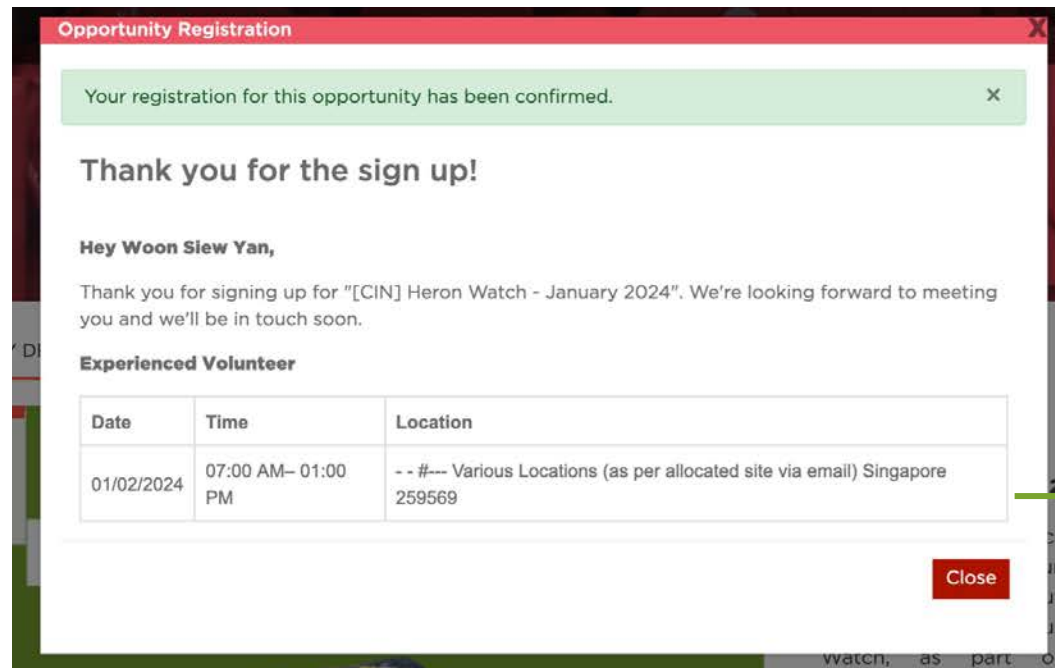 Opportunity Registration
X
Your registration for this opportunity has been confirmed.
×
Thank you for the sign up!
Hey Woon Siew Yan,
Thank you for signing up for "[CIN] Heron Watch - January 2024". We're looking forward to meeting
you and we'll be in touch soon.
Experienced Volunteer
Date Time Location
01/02/2024 07:00 AM– 01:00 - - #--- Various Locations (as per allocated site via email) Singapore
PM 259569
Close
Watch, as part